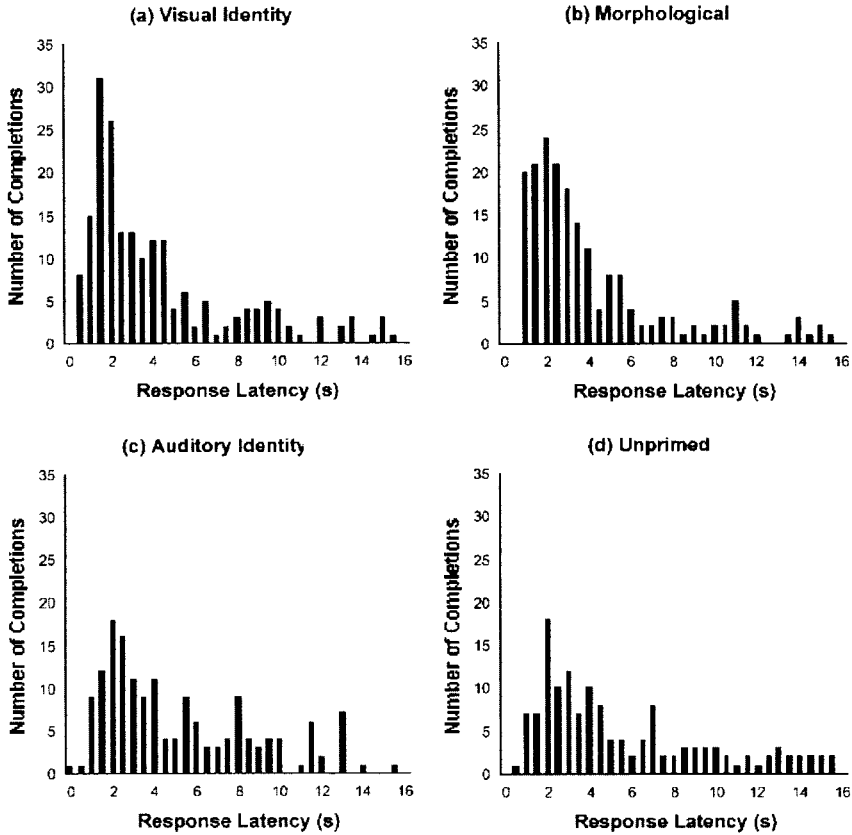 (a) Visual Identity
(b) Morphological
35
30
25
20
15
10
5
0
Number of Completions
0 2 4 6 8 10 12 14 16
Response Latency (s)
35
30
25
20
15
10
5
0
Number of Completions
0 2 4 6 8 10 12 14 16
Response Latency (s)
(c) Auditory Identity
(d) Unprimed
35
30
25
20
15
10
5
0
Number of Completions
0 2 4 6 8 10 12 14 16
Response Latency (s)
35
30
25
20
15
10
5
0
Number of Completions
0 2 4 6 8 10 12 14 16
Response Latency (s)